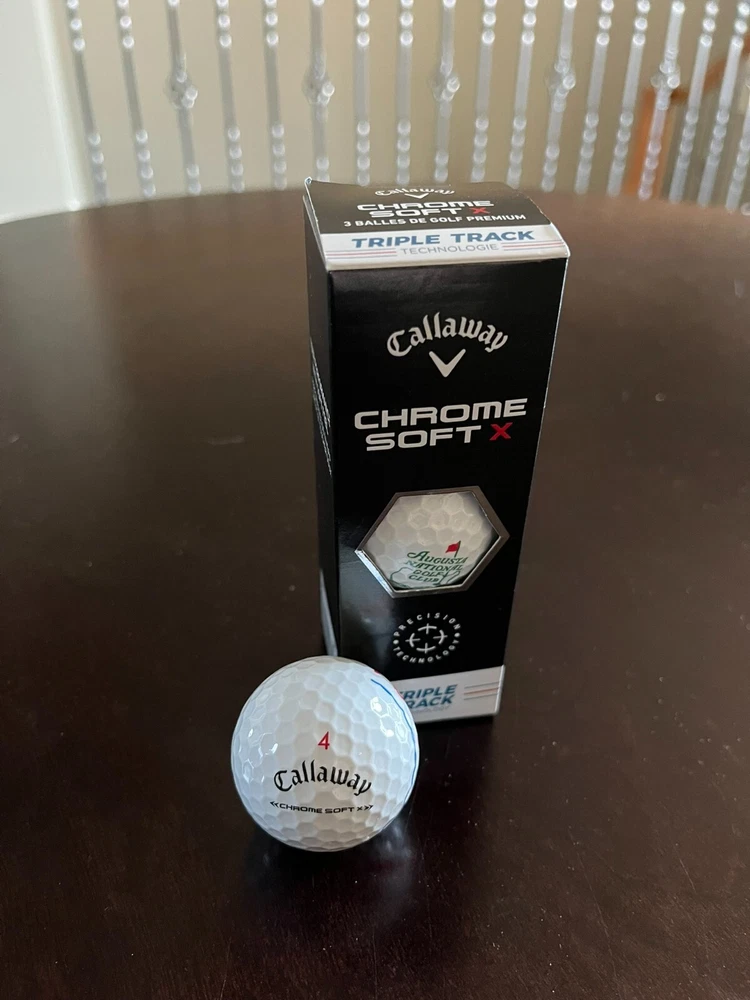 Callaway
CHROME
SOFT X
3 BALLES DE GOLF PREMIUM
TRIPLE TRACK
TECHNOLOGIE
Callaway
CHROME
SOFT X
AUGUSTA
NATIONAL
GOLF
CLUB
PRECISION
TECHNOLOGY
TRIPLE
TRACK
4
Callaway
CHROME SOFT X